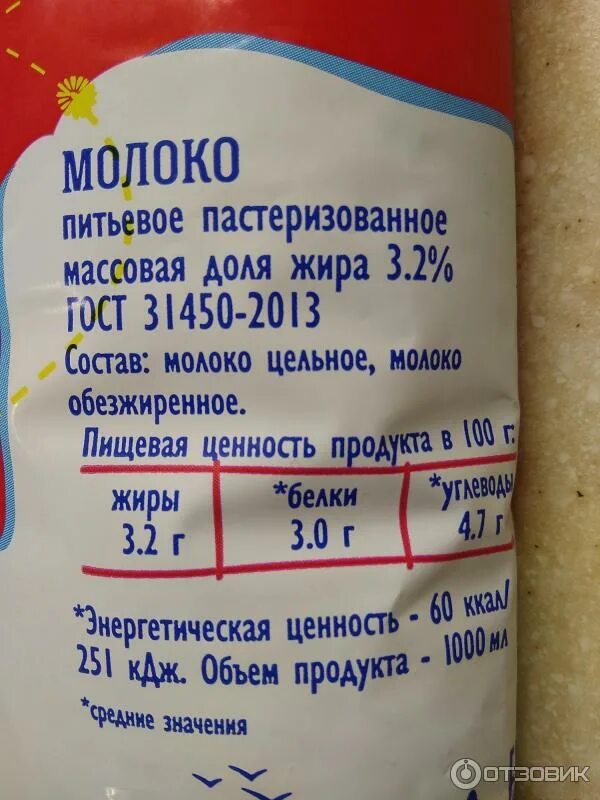 МОЛОКО
питьевое пастеризованное
массовая доля жира 3.2%
ГОСТ 31450-2013
Состав: молоко цельное, молоко
обезжиренное.
Пищевая ценность продукта в 100 г:
жиры *белки *углеводы
3.2 г 3.0 г 4.7 г
*Энергетическая ценность - 60 ккал/
251 кДж. Объем продукта - 1000 мл
*средние значения
ОТЗОВИК